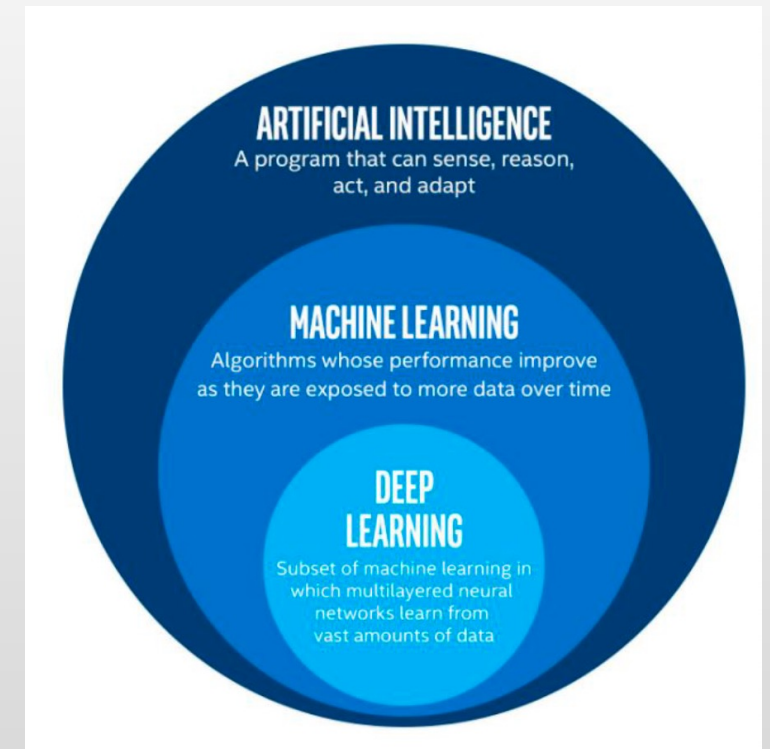 ARTIFICIAL INTELLIGENCE
A program that can sense, reason,
act, and adapt
MACHINE LEARNING
Algorithms whose performance improve
as they are exposed to more data over time
DEEP
LEARNING
Subset of machine learning in
which multilayered neural
networks learn from
vast amounts of data